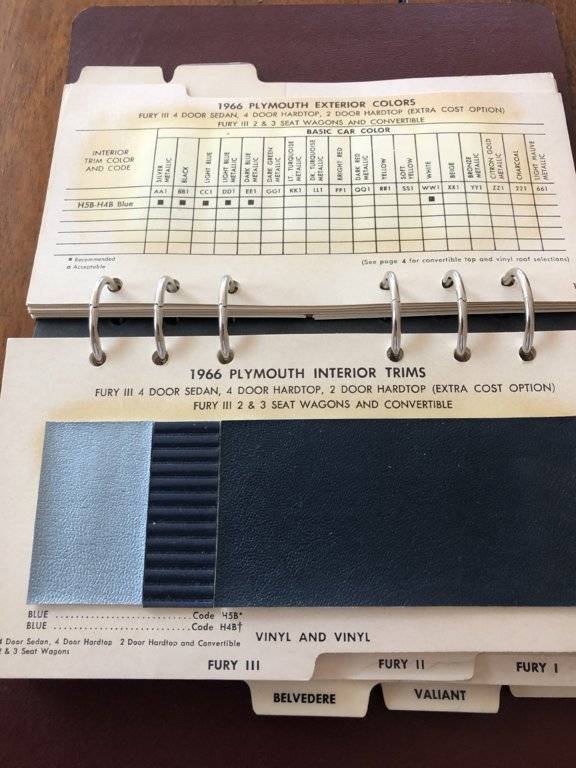 1966 PLYMOUTH EXTERIOR COLORS
FURY III 4 DOOR SEDAN, 4 DOOR HARDTOP, 2 DOOR HARDTOP (EXTRA COST OPTION)
FURY III 2 & 3 SEAT WAGONS AND CONVERTIBLE
BASIC CAR COLOR
INTERIOR
TRIM COLOR
AND CODE
SILVER METALLIC
BLACK
LIGHT BLUE
LIGHT BLUE METALLIC
DARK BLUE METALLIC
DARK GREEN METALLIC
LT. TURQUOISE METALLIC
DK. TURQUOISE METALLIC
BRIGHT RED
DARK RED METALLIC
YELLOW
SOFT YELLOW
WHITE
BEIGE
BRONZE METALLIC
CITRON GOLD METALLIC
CHARCOAL
LIGHT MAUVE METALLIC
AA1 BB1 CC1 DD1 EE1 GG1 KK1 LL1 PP1 QQ1 RR1 SS1 WW1 XX1 YY1 ZZ1 221 661
H5B-H4B Blue ■ ■ ■ ■ ■ ■
■ Recommended
□ Acceptable
(See page 4 for convertible top and vinyl roof selections)
1966 PLYMOUTH INTERIOR TRIMS
FURY III 4 DOOR SEDAN, 4 DOOR HARDTOP, 2 DOOR HARDTOP (EXTRA COST OPTION)
FURY III 2 & 3 SEAT WAGONS AND CONVERTIBLE
BLUE ........................ Code H5B*
BLUE ........................ Code H4B†
4 Door Sedan, 4 Door Hardtop 2 Door Hardtop and Convertible
2 & 3 Seat Wagons
VINYL AND VINYL
FURY III
FURY II
FURY I
BELVEDERE
VALIANT